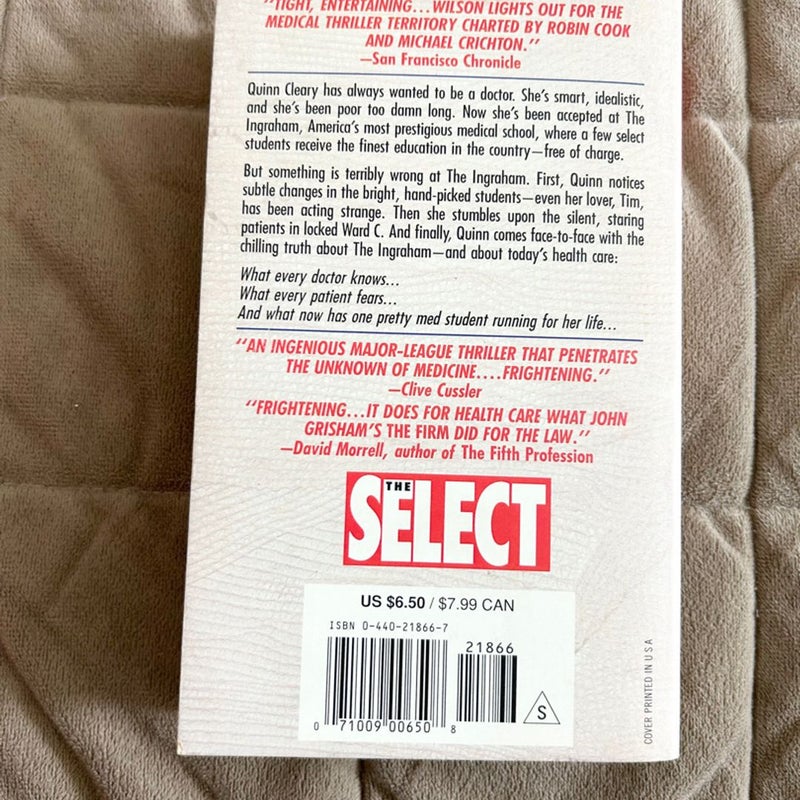 "TIGHT, ENTERTAINING...WILSON LIGHTS OUT FOR THE
MEDICAL THRILLER TERRITORY CHARTED BY ROBIN COOK
AND MICHAEL CRICHTON."
—San Francisco Chronicle
Quinn Cleary has always wanted to be a doctor. She's smart, idealistic,
and she's been poor too damn long. Now she's been accepted at The
Ingraham, America's most prestigious medical school, where a few select
students receive the finest education in the country—free of charge.
But something is terribly wrong at The Ingraham. First, Quinn notices
subtle changes in the bright, hand-picked students—even her lover, Tim,
has been acting strange. Then she stumbles upon the silent, staring
patients in locked Ward C. And finally, Quinn comes face-to-face with the
chilling truth about The Ingraham—and about today's health care:
What every doctor knows...
What every patient fears...
And what now has one pretty med student running for her life...
"AN INGENIOUS MAJOR-LEAGUE THRILLER THAT PENETRATES
THE UNKNOWN OF MEDICINE....FRIGHTENING."
—Clive Cussler
"FRIGHTENING...IT DOES FOR HEALTH CARE WHAT JOHN
GRISHAM'S THE FIRM DID FOR THE LAW."
—David Morrell, author of The Fifth Profession
THE
SELECT
US $6.50 / $7.99 CAN
ISBN 0-440-21866-7
21866
0 71009 00650 8
S
COVER PRINTED IN U S A